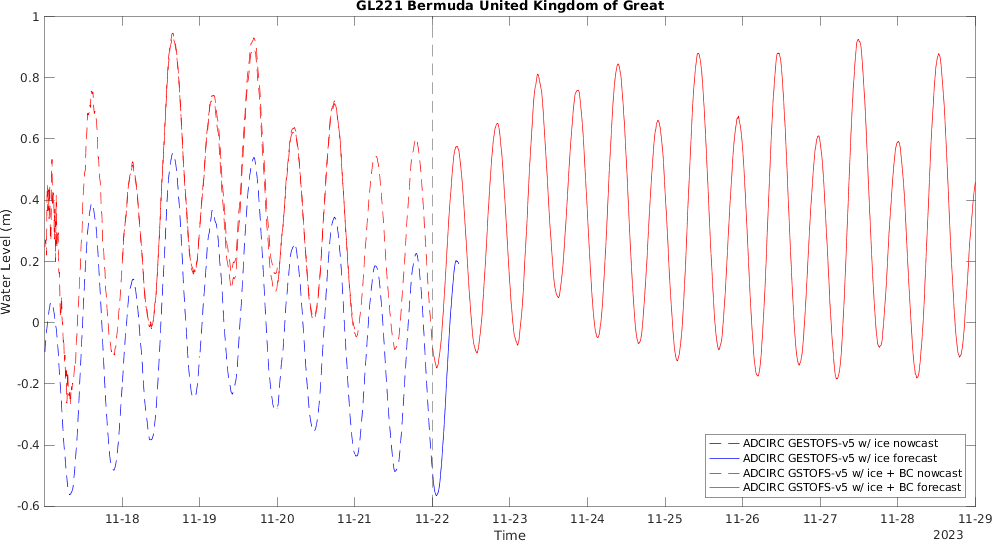 GL221 Bermuda United Kingdom of Great
Water Level (m)
1
0.8
0.6
0.4
0.2
0
-0.2
-0.4
-0.6
ADCIRC GESTOFS-v5 w/ ice nowcast
ADCIRC GESTOFS-v5 w/ ice forecast
ADCIRC GSTOFS-v5 w/ ice + BC nowcast
ADCIRC GSTOFS-v5 w/ ice + BC forecast
11-18 11-19 11-20 11-21 11-22 11-23 11-24 11-25 11-26 11-27 11-28 11-29
Time
2023